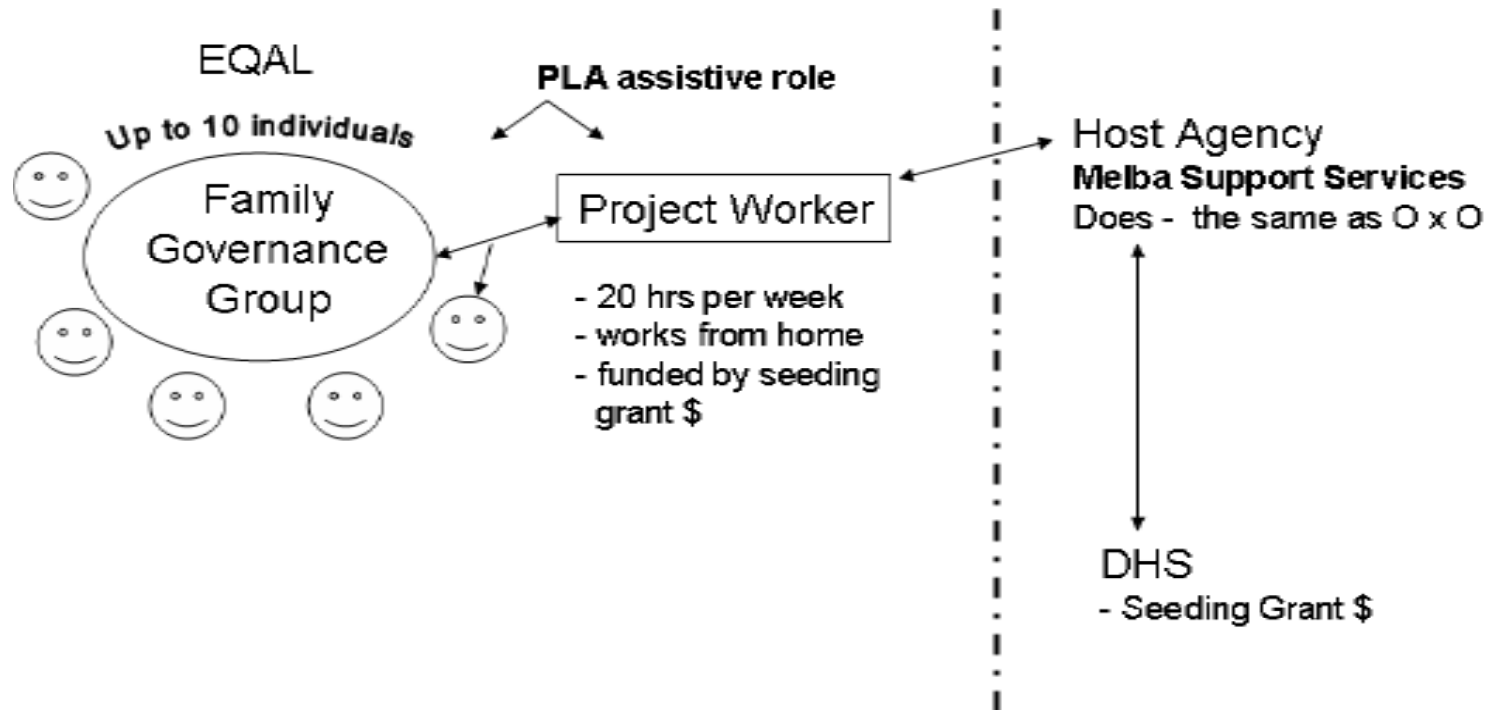 EQAL
Up to 10 individuals
Family
Governance
Group
PLA assistive role
Project Worker
- 20 hrs per week
- works from home
- funded by seeding
grant $
Host Agency
Melba Support Services
Does - the same as O x O
DHS
- Seeding Grant $